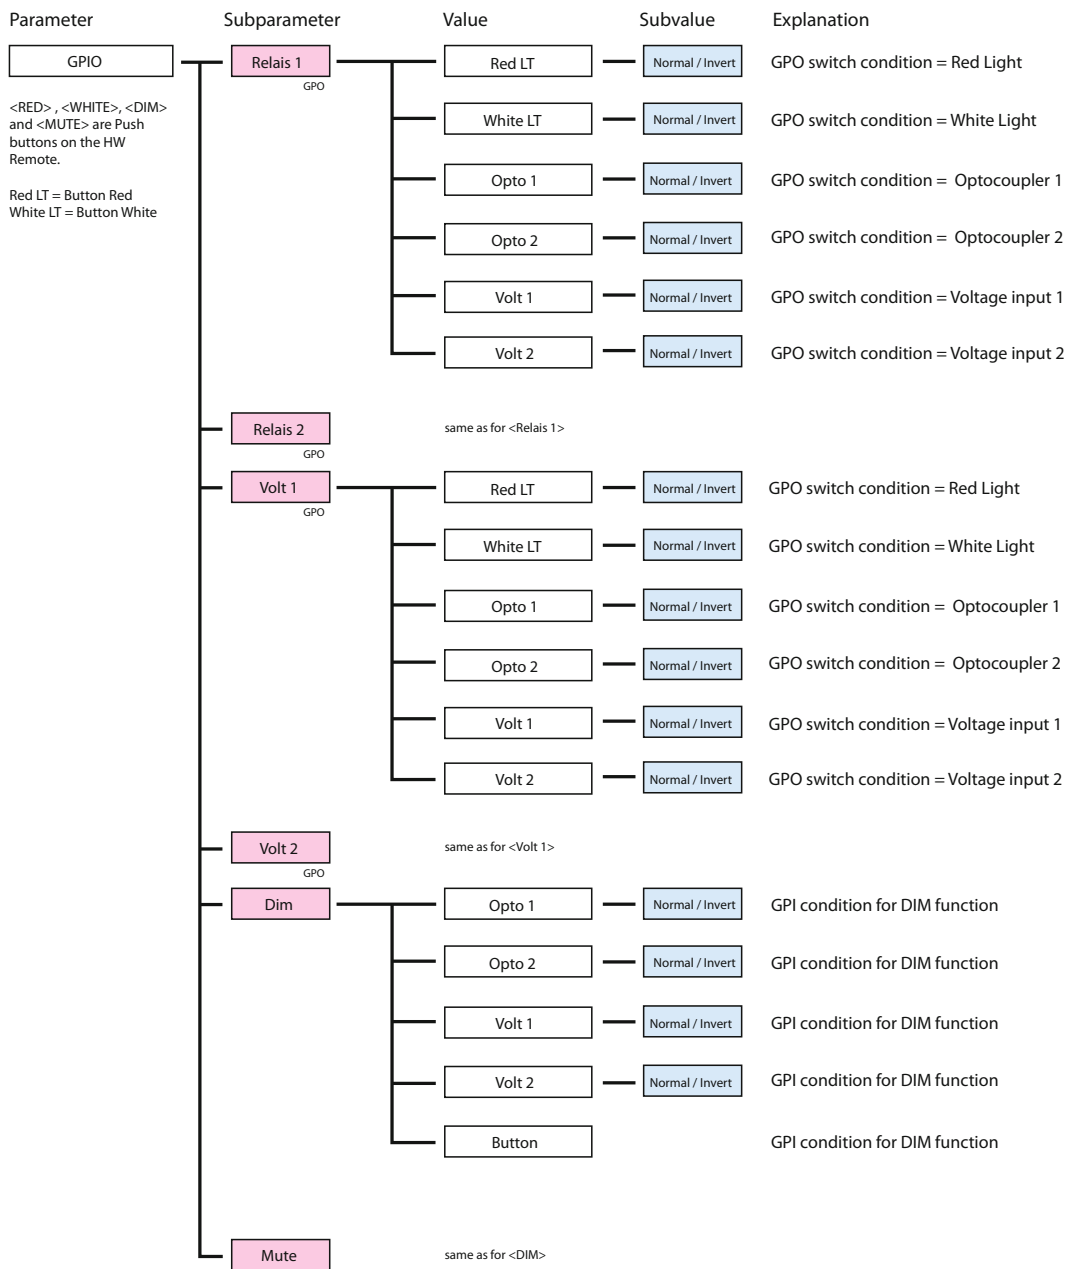 Parameter Subparameter Value Subvalue Explanation
GPIO Relais 1 Red LT Normal / Invert GPO switch condition = Red Light
GPO
<RED> , <WHITE>, <DIM>
and <MUTE> are Push
buttons on the HW
Remote.
Red LT = Button Red
White LT = Button White
White LT Normal / Invert GPO switch condition = White Light
Opto 1 Normal / Invert GPO switch condition = Optocoupler 1
Opto 2 Normal / Invert GPO switch condition = Optocoupler 2
Volt 1 Normal / Invert GPO switch condition = Voltage input 1
Volt 2 Normal / Invert GPO switch condition = Voltage input 2
Relais 2 same as for <Relais 1>
GPO
Volt 1 Red LT Normal / Invert GPO switch condition = Red Light
GPO
White LT Normal / Invert GPO switch condition = White Light
Opto 1 Normal / Invert GPO switch condition = Optocoupler 1
Opto 2 Normal / Invert GPO switch condition = Optocoupler 2
Volt 1 Normal / Invert GPO switch condition = Voltage input 1
Volt 2 Normal / Invert GPO switch condition = Voltage input 2
Volt 2 same as for <Volt 1>
GPO
Dim Opto 1 Normal / Invert GPI condition for DIM function
Opto 2 Normal / Invert GPI condition for DIM function
Volt 1 Normal / Invert GPI condition for DIM function
Volt 2 Normal / Invert GPI condition for DIM function
Button GPI condition for DIM function
Mute same as for <DIM>